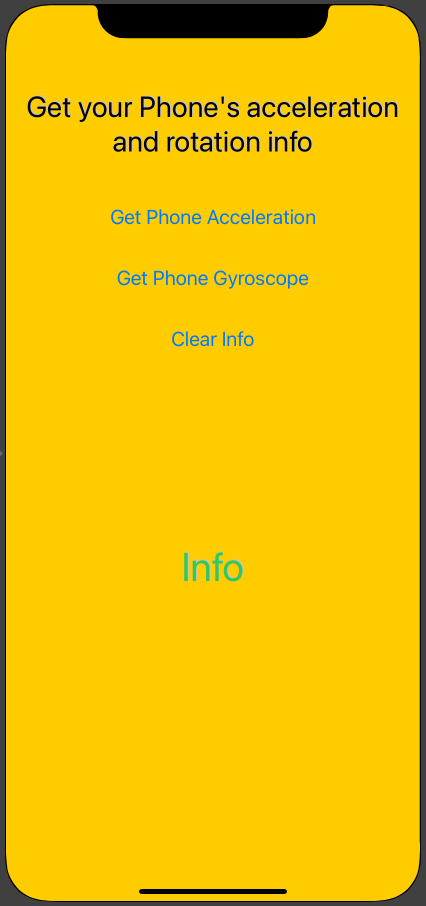 Get your Phone's acceleration
and rotation info
Get Phone Acceleration
Get Phone Gyroscope
Clear Info
Info